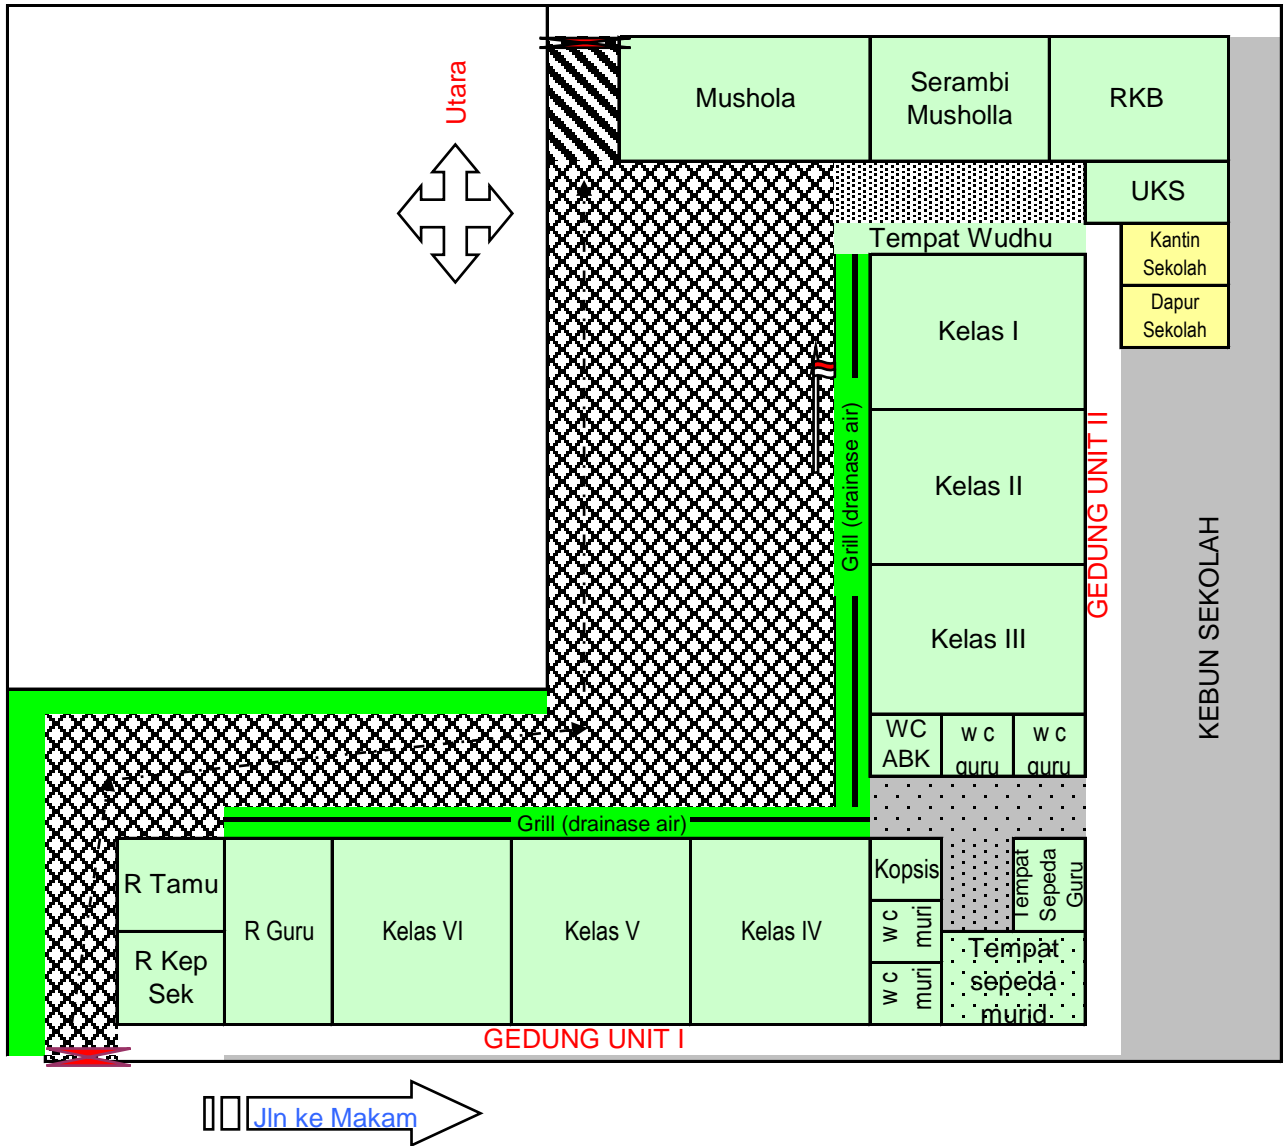 Utara
Mushola
Serambi
Musholla
RKB
UKS
Tempat Wudhu
Kantin
Sekolah
Dapur
Sekolah
Kelas I
Kelas II
Kelas III
Grill (drainase air)
GEDUNG UNIT II
KEBUN SEKOLAH
WC
ABK
w c
guru
w c
guru
Grill (drainase air)
R Tamu
R Kep
Sek
R Guru
Kelas VI
Kelas V
Kelas IV
Kopsis
w c
muri
w c
muri
Tempat
Sepeda
Guru
Tempat
sepeda
murid
GEDUNG UNIT I
Jln ke Makam